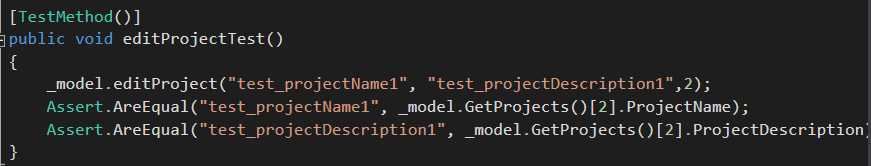 [TestMethod()]
public void editProjectTest()
{
_model.editProject("test_projectName1", "test_projectDescription1",2);
Assert.AreEqual("test_projectName1", _model.GetProjects()[2].ProjectName);
Assert.AreEqual("test_projectDescription1", _model.GetProjects()[2].ProjectDescription)
}